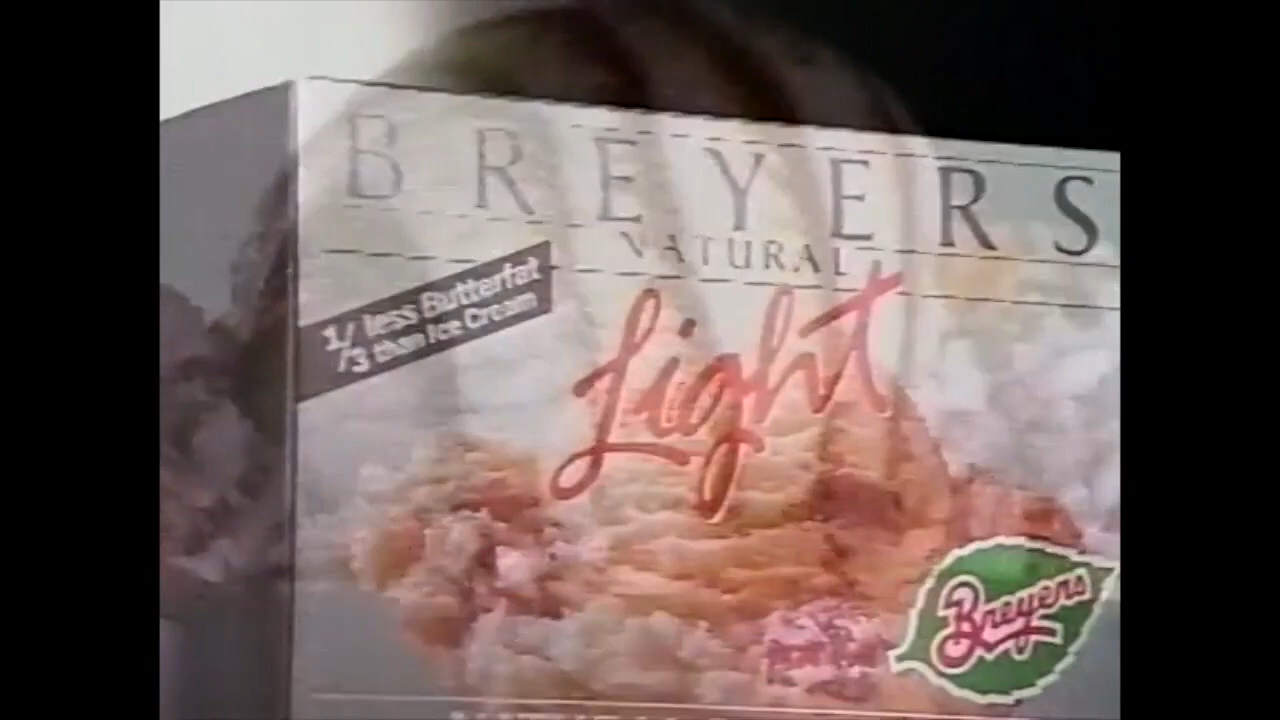 BREYERS
NATURAL
Light
1/3 less Butterfat
than Ice Cream
Breyers